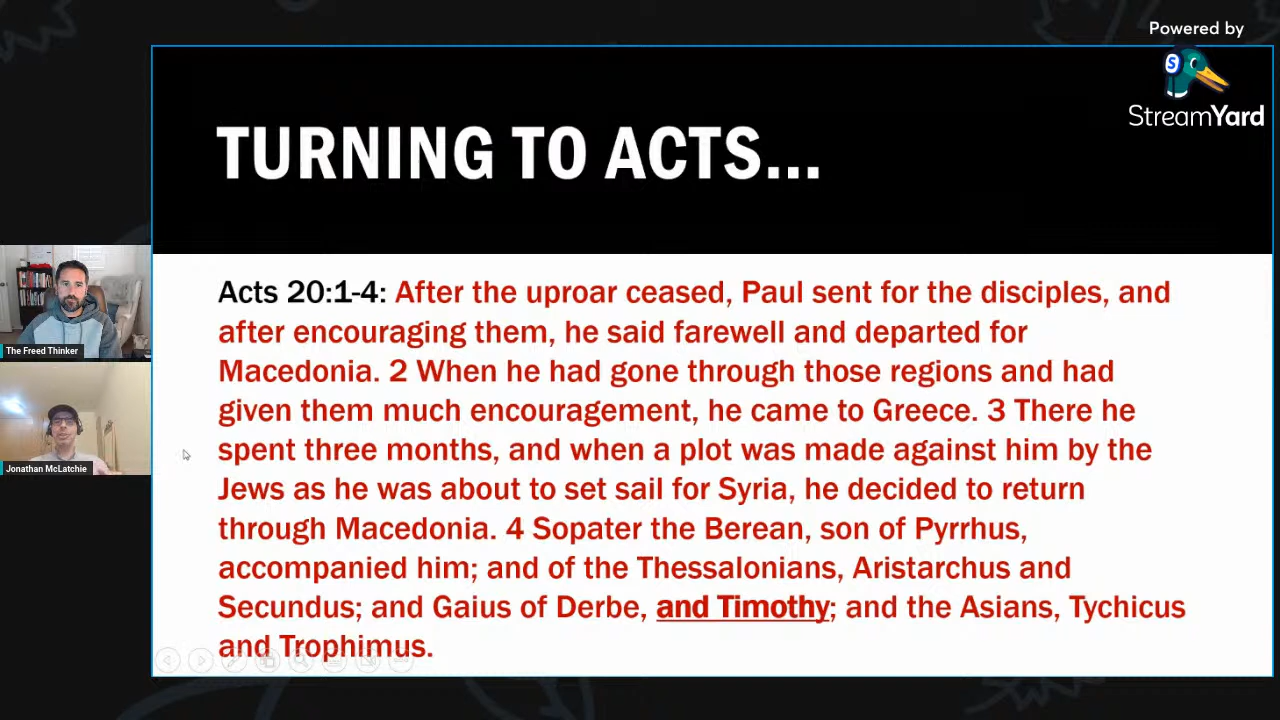 Powered by
StreamYard
TURNING TO ACTS...
Acts 20:1-4: After the uproar ceased, Paul sent for the disciples, and
after encouraging them, he said farewell and departed for
Macedonia. 2 When he had gone through those regions and had
given them much encouragement, he came to Greece. 3 There he
spent three months, and when a plot was made against him by the
Jews as he was about to set sail for Syria, he decided to return
through Macedonia. 4 Sopater the Berean, son of Pyrrhus,
accompanied him; and of the Thessalonians, Aristarchus and
Secundus; and Gaius of Derbe, and Timothy; and the Asians, Tychicus
and Trophimus.
The Freed Thinker
Jonathan McLatchie